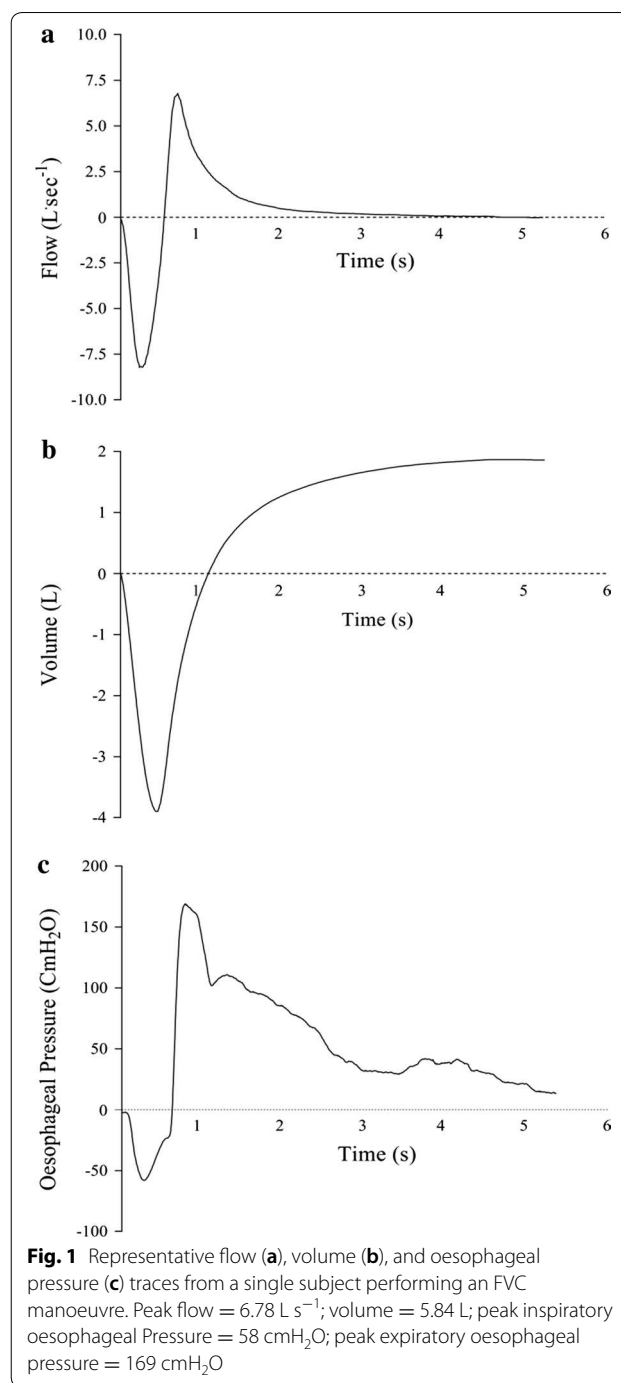 a
10.0
7.5
5.0
2.5
0
-2.5
-5.0
-7.5
-10.0
Flow (L·sec⁻¹)
1 2 3 4 5 6
Time (s)
b
2
1
0
-1
-2
-3
-4
Volume (L)
1 2 3 4 5 6
Time (s)
c
200
150
100
50
0
-50
-100
Oesophageal Pressure (CmH₂O)
1 2 3 4 5 6
Time (s)
Fig. 1 Representative flow (a), volume (b), and oesophageal
pressure (c) traces from a single subject performing an FVC
manoeuvre. Peak flow = 6.78 L s⁻¹; volume = 5.84 L; peak inspiratory
oesophageal Pressure = 58 cmH₂O; peak expiratory oesophageal
pressure = 169 cmH₂O